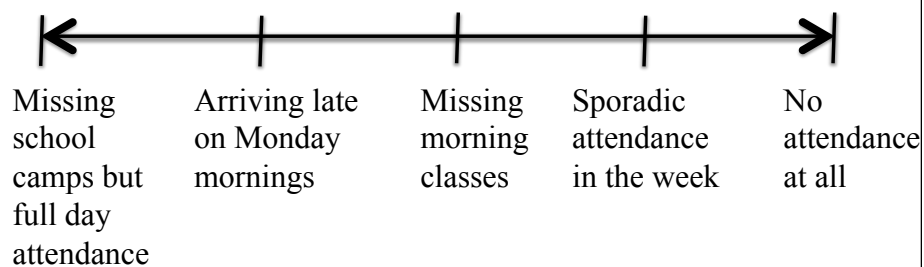 Missing
school
camps but
full day
attendance
Arriving late
on Monday
mornings
Missing
morning
classes
Sporadic
attendance
in the week
No
attendance
at all